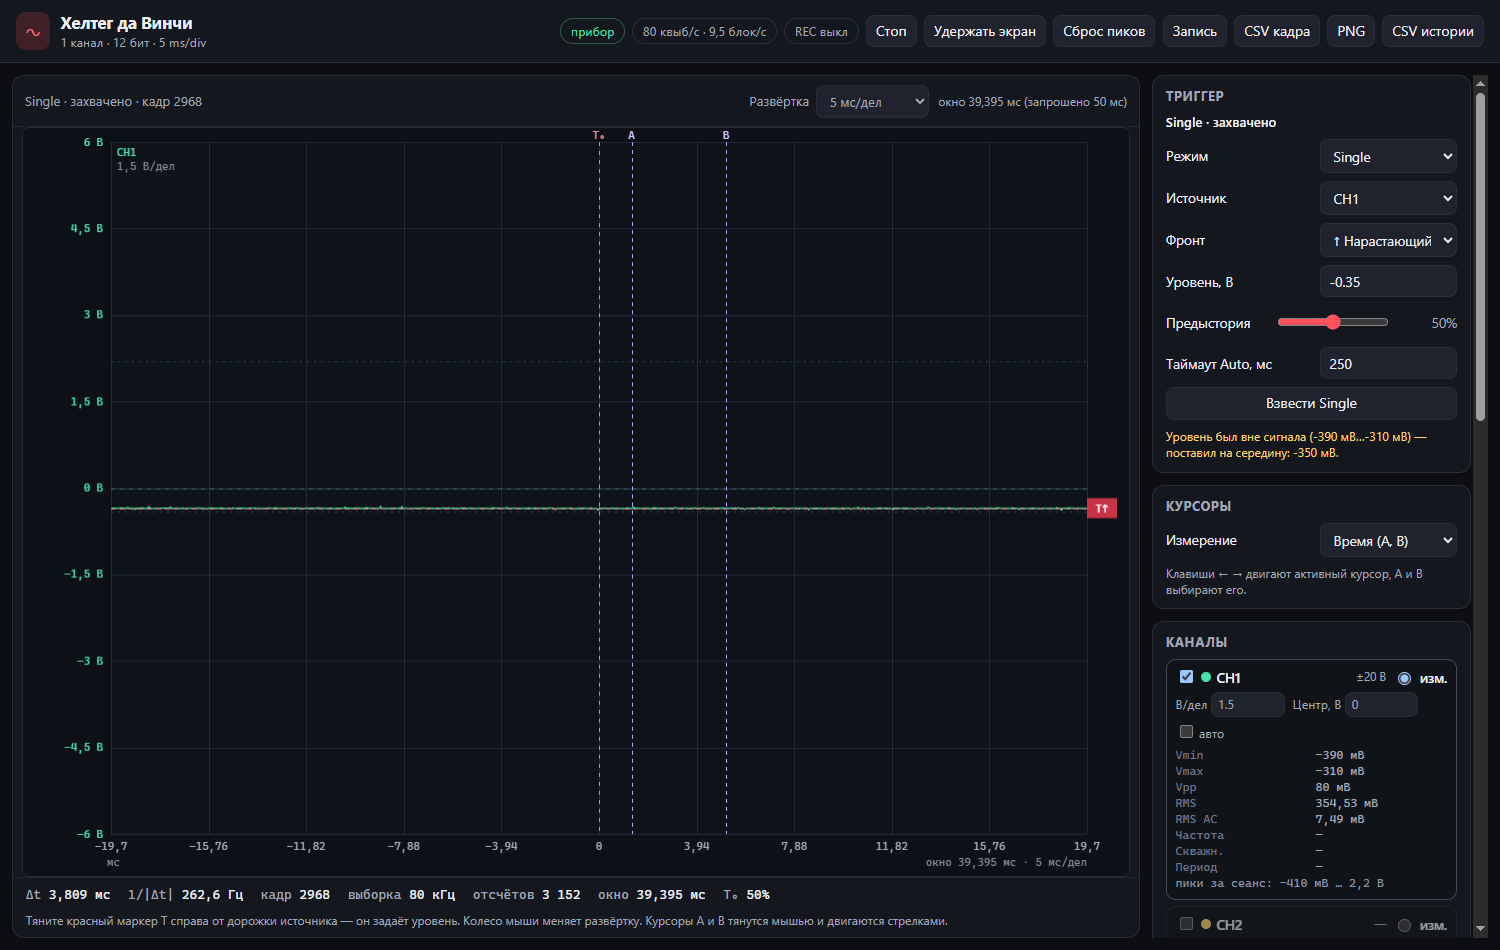 Хелтег да Винчи
1 канал · 12 бит · 5 ms/div
прибор
80 квыб/с · 9,5 блок/с
REC выкл
Стоп
Удержать экран
Сброс пиков
Запись
CSV кадра
PNG
CSV истории
Single · захвачено · кадр 2968
Развёртка
5 мс/дел
окно 39,395 мс (запрошено 50 мс)
T₀ A B
6 В
CH1
1,5 В/дел
4,5 В
3 В
1,5 В
0 В
T↑
−1,5 В
−3 В
−4,5 В
−6 В
−19,7 −15,76 −11,82 −7,88 −3,94 0 3,94 7,88 11,82 15,76 19,7
мс
окно 39,395 мс · 5 мс/дел
Δt 3,809 мс 1/|Δt| 262,6 Гц кадр 2968 выборка 80 кГц отсчётов 3 152 окно 39,395 мс T₀ 50%
Тяните красный маркер T справа от дорожки источника — он задаёт уровень. Колесо мыши меняет развёртку. Курсоры A и B тянутся мышью и двигаются стрелками.
ТРИГГЕР
Single · захвачено
Режим Single
Источник CH1
Фронт ↑ Нарастающий
Уровень, В -0.35
Предыстория 50%
Таймаут Auto, мс 250
Взвести Single
Уровень был вне сигнала (-390 мВ…-310 мВ) —
поставил на середину: -350 мВ.
КУРСОРЫ
Измерение Время (A, B)
Клавиши ← → двигают активный курсор, A и B
выбирают его.
КАНАЛЫ
CH1 ±20 В изм.
В/дел 1.5 Центр, В 0
авто
Vmin −390 мВ
Vmax −310 мВ
Vpp 80 мВ
RMS 354,53 мВ
RMS AC 7,49 мВ
Частота —
Скважн. —
Период —
пики за сеанс: −410 мВ … 2,2 В
CH2 — изм.